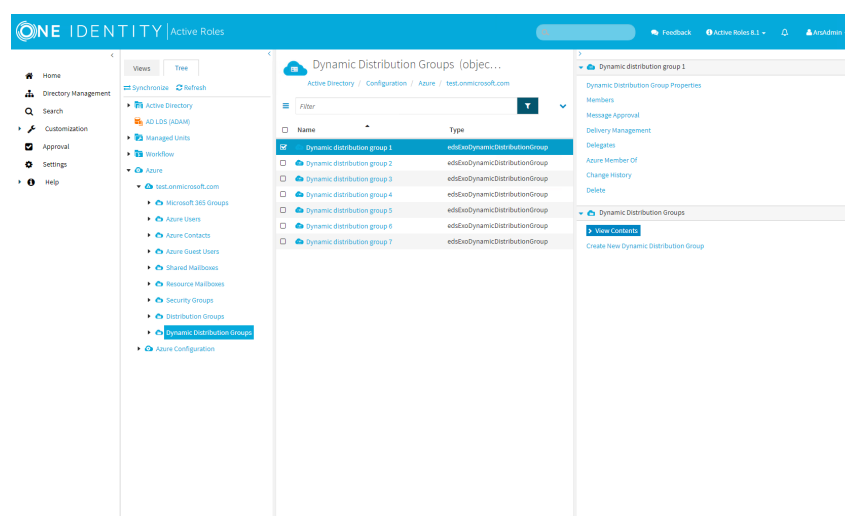 ONE IDENTITY Active Roles
Feedback
Active Roles 8.1
ArsAdmin
Home
Directory Management
Search
Customization
Approval
Settings
Help
Views Tree
Synchronize Refresh
Active Directory
AD LDS (ADAM)
Managed Units
Workflow
Azure
test.onmicrosoft.com
Microsoft 365 Groups
Azure Users
Azure Contacts
Azure Guest Users
Shared Mailboxes
Resource Mailboxes
Security Groups
Distribution Groups
Dynamic Distribution Groups
Azure Configuration
Dynamic Distribution Groups (objec...
Active Directory / Configuration / Azure / test.onmicrosoft.com
Filter
Name Type
Dynamic distribution group 1 edsExoDynamicDistributionGroup
Dynamic distribution group 2 edsExoDynamicDistributionGroup
Dynamic distribution group 3 edsExoDynamicDistributionGroup
Dynamic distribution group 4 edsExoDynamicDistributionGroup
Dynamic distribution group 5 edsExoDynamicDistributionGroup
Dynamic distribution group 6 edsExoDynamicDistributionGroup
Dynamic distribution group 7 edsExoDynamicDistributionGroup
Dynamic distribution group 1
Dynamic Distribution Group Properties
Members
Message Approval
Delivery Management
Delegates
Azure Member Of
Change History
Delete
Dynamic Distribution Groups
View Contents
Create New Dynamic Distribution Group